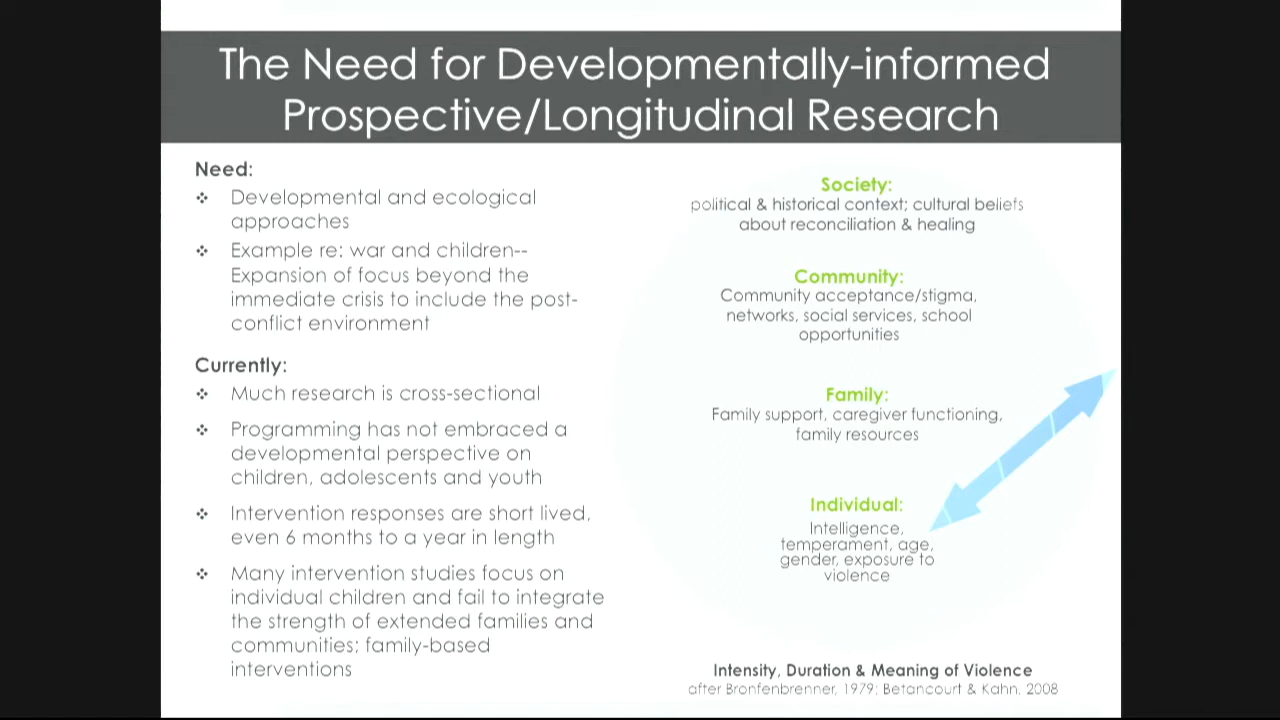 The Need for Developmentally-informed
Prospective/Longitudinal Research
Need:
Developmental and ecological
approaches
Example re: war and children--
Expansion of focus beyond the
immediate crisis to include the post-
conflict environment
Currently:
Much research is cross-sectional
Programming has not embraced a
developmental perspective on
children, adolescents and youth
Intervention responses are short lived,
even 6 months to a year in length
Many intervention studies focus on
individual children and fail to integrate
the strength of extended families and
communities; family-based
interventions
Society:
political & historical context; cultural beliefs
about reconciliation & healing
Community:
Community acceptance/stigma,
networks, social services, school
opportunities
Family:
Family support, caregiver functioning,
family resources
Individual:
Intelligence,
temperament, age,
gender, exposure to
violence
Intensity, Duration & Meaning of Violence
after Bronfenbrenner, 1979; Betancourt & Kahn, 2008